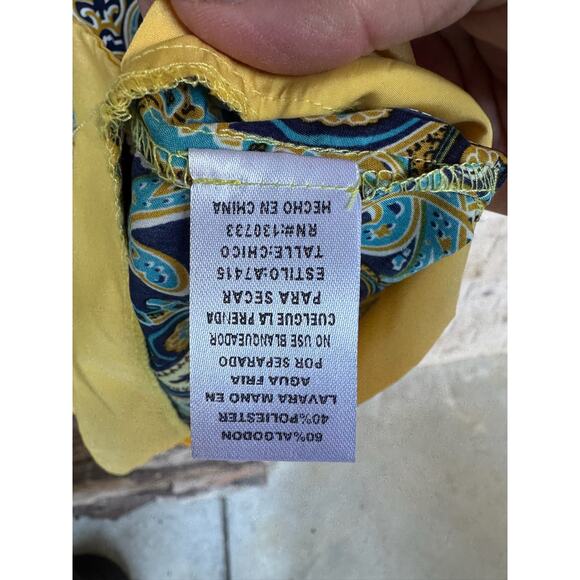 60%ALGODON
40%POLIESTER
LAVARA MANO EN
AGUA FRIA
POR SEPARADO
NO USE BLANQUEADOR
CUELGUE LA PRENDA
PARA SECAR
ESTILO:A7415
TALLE:CHICO
RN#:130733
HECHO EN CHINA